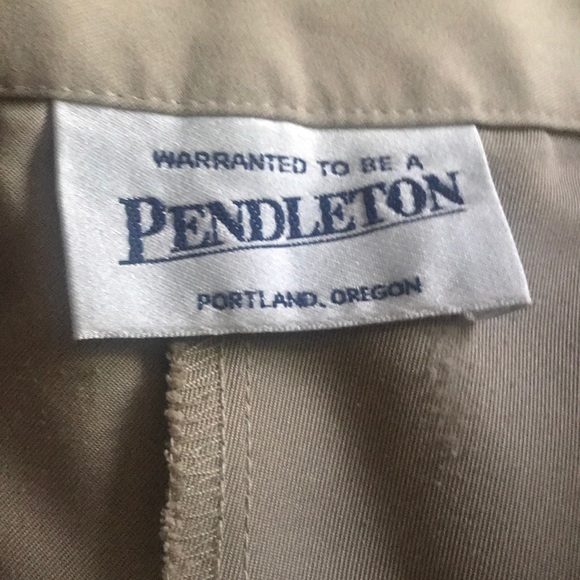 WARRANTED TO BE A
PENDLETON
PORTLAND, OREGON